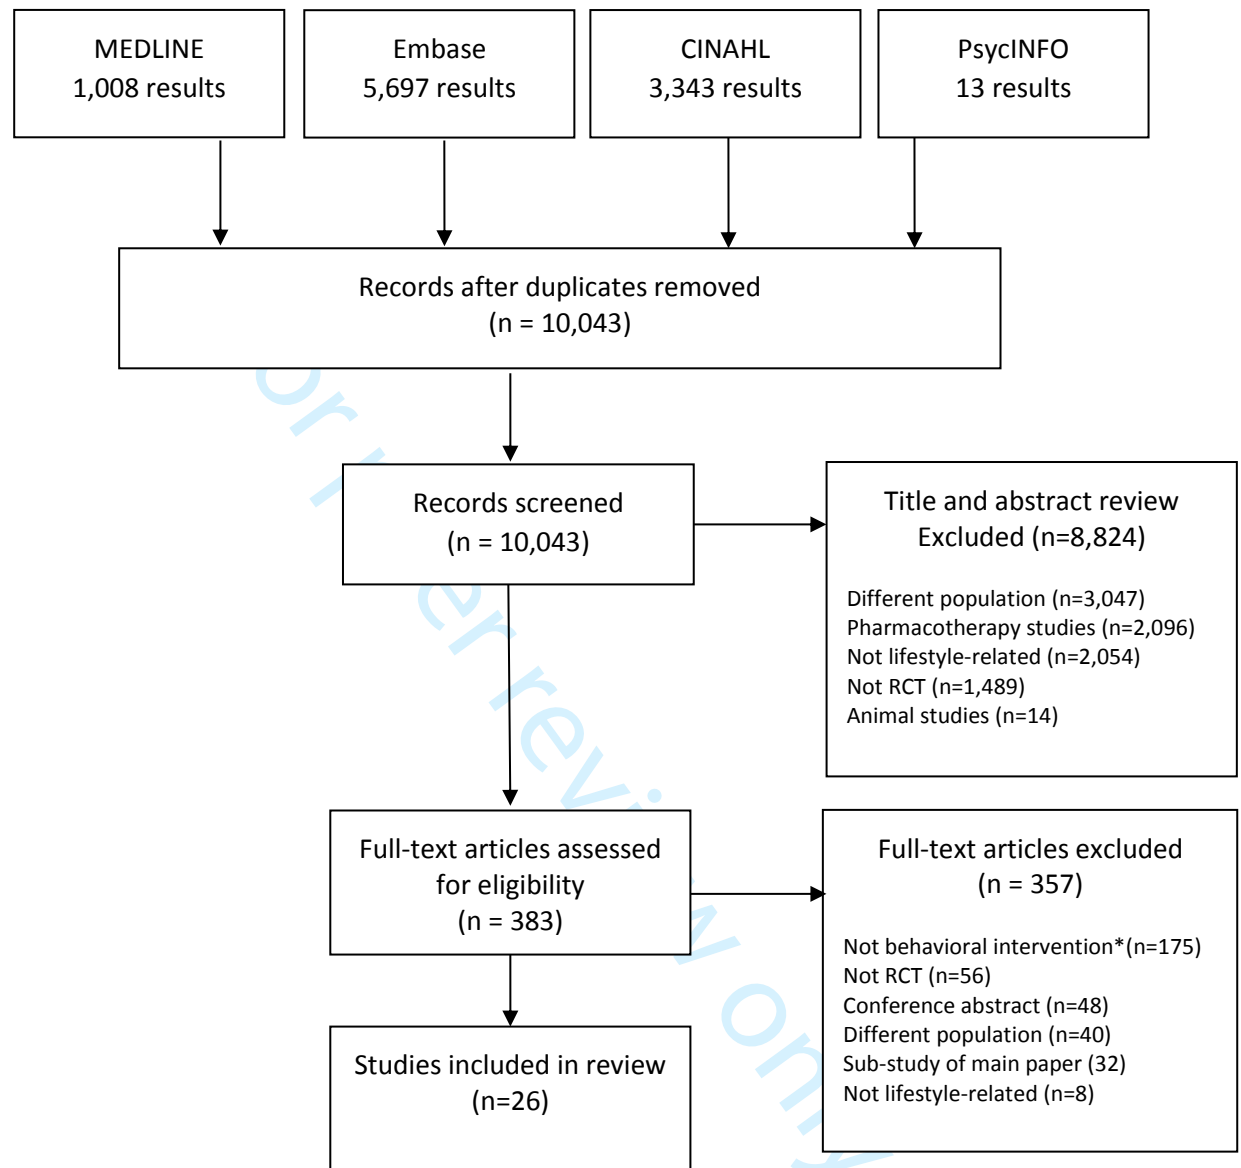 MEDLINE
1,008 results
Embase
5,697 results
CINAHL
3,343 results
PsycINFO
13 results
Records after duplicates removed
(n = 10,043)
Records screened
(n = 10,043)
Title and abstract review
Excluded (n=8,824)
Different population (n=3,047)
Pharmacotherapy studies (n=2,096)
Not lifestyle-related (n=2,054)
Not RCT (n=1,489)
Animal studies (n=14)
Full-text articles assessed
for eligibility
(n = 383)
Full-text articles excluded
(n = 357)
Not behavioral intervention*(n=175)
Not RCT (n=56)
Conference abstract (n=48)
Different population (n=40)
Sub-study of main paper (32)
Not lifestyle-related (n=8)
Studies included in review
(n=26)
review only